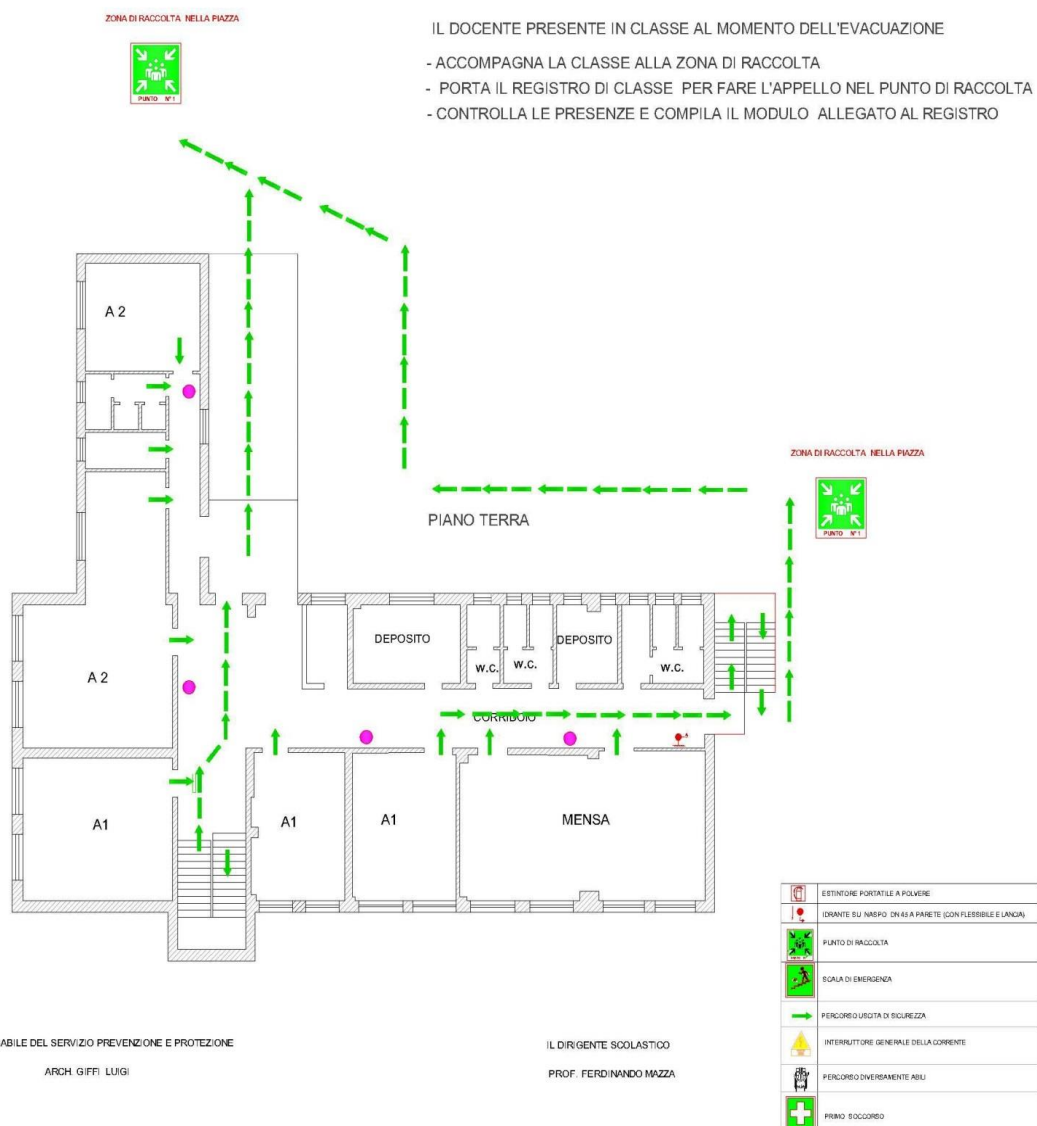 ZONA DI RACCOLTA NELLA PIAZZA
PUNTO N°1
IL DOCENTE PRESENTE IN CLASSE AL MOMENTO DELL'EVACUAZIONE
- ACCOMPAGNA LA CLASSE ALLA ZONA DI RACCOLTA
- PORTA IL REGISTRO DI CLASSE PER FARE L'APPELLO NEL PUNTO DI RACCOLTA
- CONTROLLA LE PRESENZE E COMPILA IL MODULO ALLEGATO AL REGISTRO
A 2
ZONA DI RACCOLTA NELLA PIAZZA
PUNTO N°1
PIANO TERRA
DEPOSITO
W.C.
W.C.
DEPOSITO
W.C.
A 2
CORRIDOIO
A1
A1
A1
MENSA
ESTINTORE PORTATILE A POLVERE
IDRANTE SU NASPO DN 45 A PARETE (CON FLESSIBILE E LANCIA)
PUNTO DI RACCOLTA
SCALA DI EMERGENZA
PERCORSO USCITA DI SICUREZZA
INTERRUTTORE GENERALE DELLA CORRENTE
PERCORSO DIVERSAMENTE ABILI
PRIMO SOCCORSO
ABILE DEL SERVIZIO PREVENZIONE E PROTEZIONE
ARCH. GIFFI LUIGI
IL DIRIGENTE SCOLASTICO
PROF. FERDINANDO MAZZA